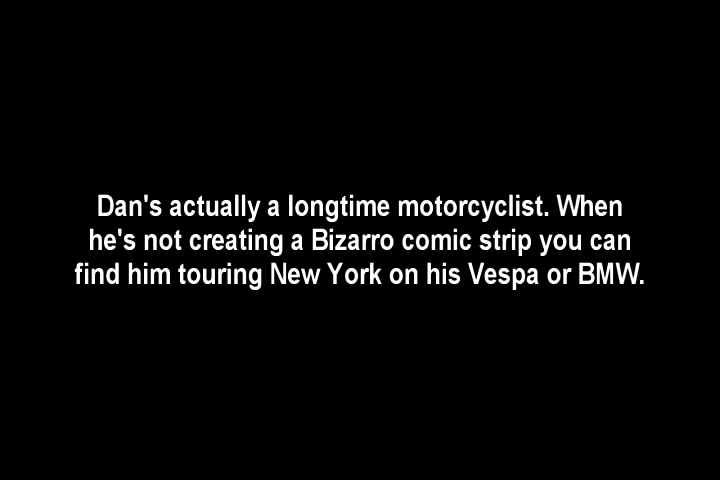 Dan's actually a longtime motorcyclist. When
he's not creating a Bizarro comic strip you can
find him touring New York on his Vespa or BMW.